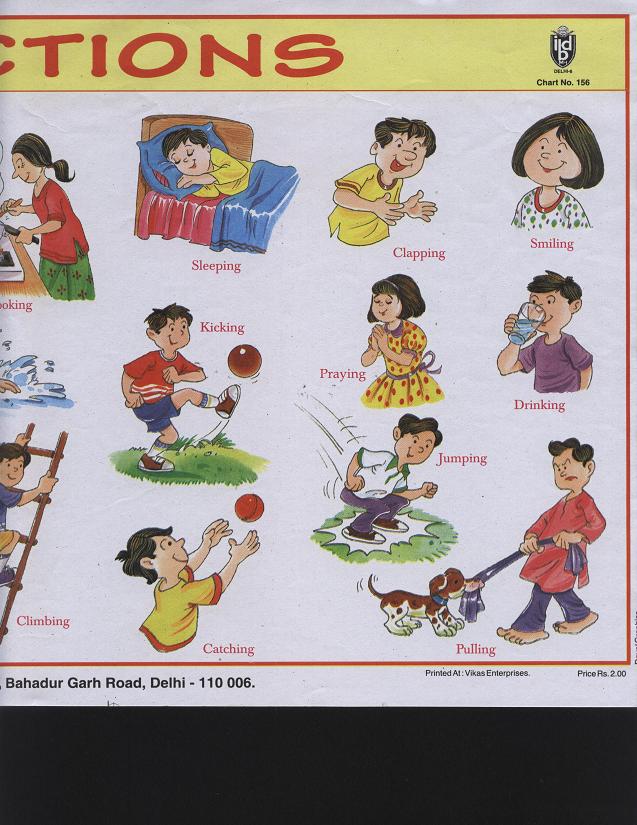 CTIONS
ildb
DELHI-6
Chart No. 156
Sleeping
Clapping
Smiling
ooking
Kicking
Praying
Drinking
Jumping
Climbing
Catching
Pulling
, Bahadur Garh Road, Delhi - 110 006.
Printed At : Vikas Enterprises.
Price Rs. 2.00